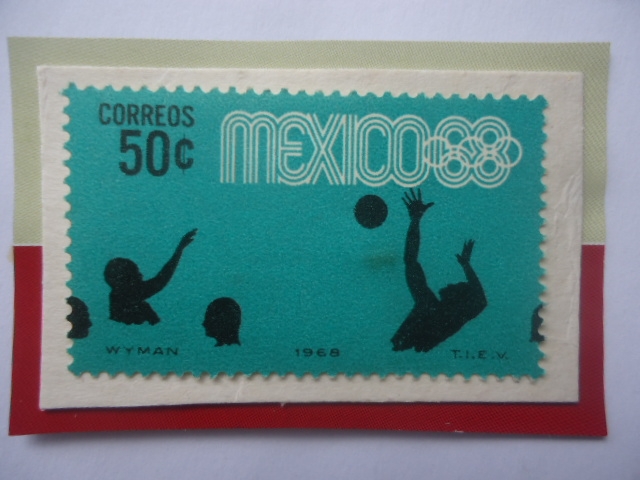 CORREOS
50¢
MEXICO68
WYMAN 1968 T.I.E.V.